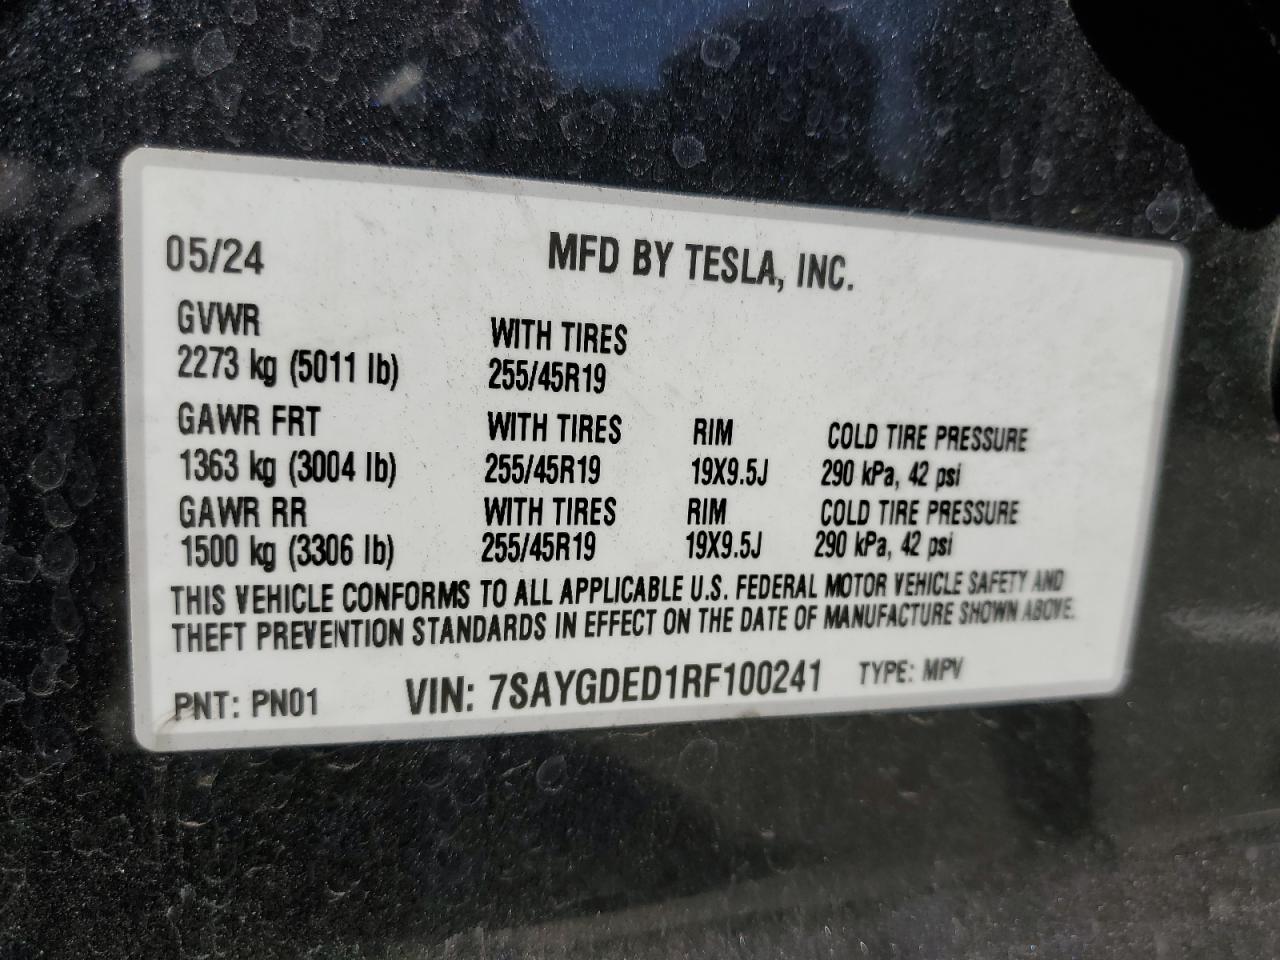 05/24 MFD BY TESLA, INC.
GVWR WITH TIRES
2273 kg (5011 lb) 255/45R19
GAWR FRT WITH TIRES RIM COLD TIRE PRESSURE
1363 kg (3004 lb) 255/45R19 19X9.5J 290 kPa, 42 psi
GAWR RR WITH TIRES RIM COLD TIRE PRESSURE
1500 kg (3306 lb) 255/45R19 19X9.5J 290 kPa, 42 psi
THIS VEHICLE CONFORMS TO ALL APPLICABLE U.S. FEDERAL MOTOR VEHICLE SAFETY AND
THEFT PREVENTION STANDARDS IN EFFECT ON THE DATE OF MANUFACTURE SHOWN ABOVE.
PNT: PN01 VIN: 7SAYGDED1RF100241 TYPE: MPV